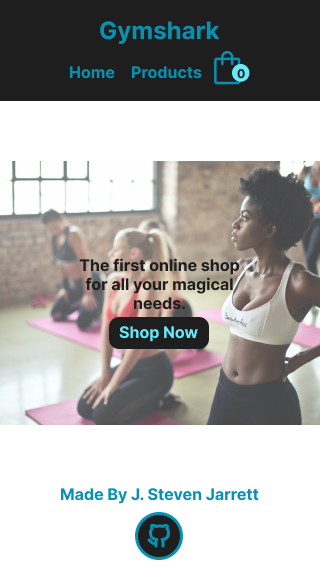 Gymshark
Home Products 0
The first online shop
for all your magical
needs.
Shop Now
Made By J. Steven Jarrett